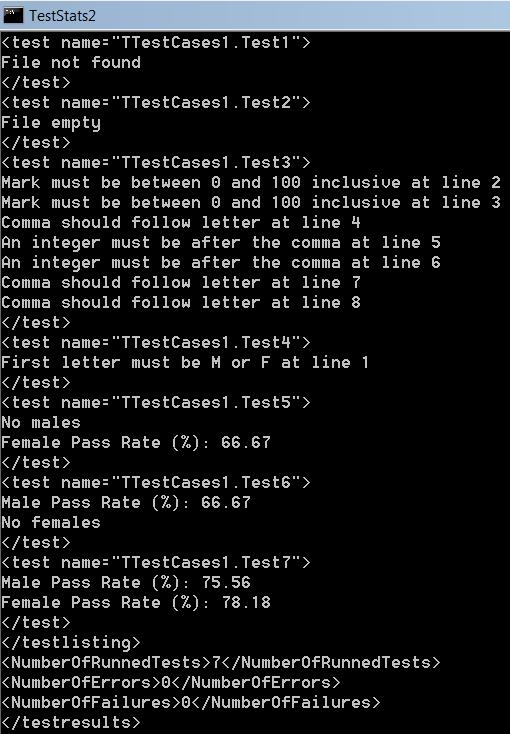 TestStats2
<test name="TTestCases1.Test1">
File not found
</test>
<test name="TTestCases1.Test2">
File empty
</test>
<test name="TTestCases1.Test3">
Mark must be between 0 and 100 inclusive at line 2
Mark must be between 0 and 100 inclusive at line 3
Comma should follow letter at line 4
An integer must be after the comma at line 5
An integer must be after the comma at line 6
Comma should follow letter at line 7
Comma should follow letter at line 8
</test>
<test name="TTestCases1.Test4">
First letter must be M or F at line 1
</test>
<test name="TTestCases1.Test5">
No males
Female Pass Rate (%): 66.67
</test>
<test name="TTestCases1.Test6">
Male Pass Rate (%): 66.67
No females
</test>
<test name="TTestCases1.Test7">
Male Pass Rate (%): 75.56
Female Pass Rate (%): 78.18
</test>
</testlisting>
<NumberOfRunnedTests>7</NumberOfRunnedTests>
<NumberOfErrors>0</NumberOfErrors>
<NumberOfFailures>0</NumberOfFailures>
</testresults>